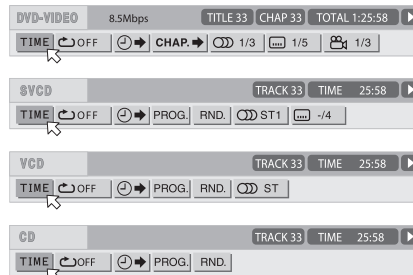 DVD-VIDEO 8.5Mbps TITLE 33 CHAP 33 TOTAL 1:25:58
TIME OFF CHAP. 1/3 1/5 1/3
SVCD TRACK 33 TIME 25:58
TIME OFF PROG. RND. ST1 -/4
VCD TRACK 33 TIME 25:58
TIME OFF PROG. RND. ST
CD TRACK 33 TIME 25:58
TIME OFF PROG. RND.